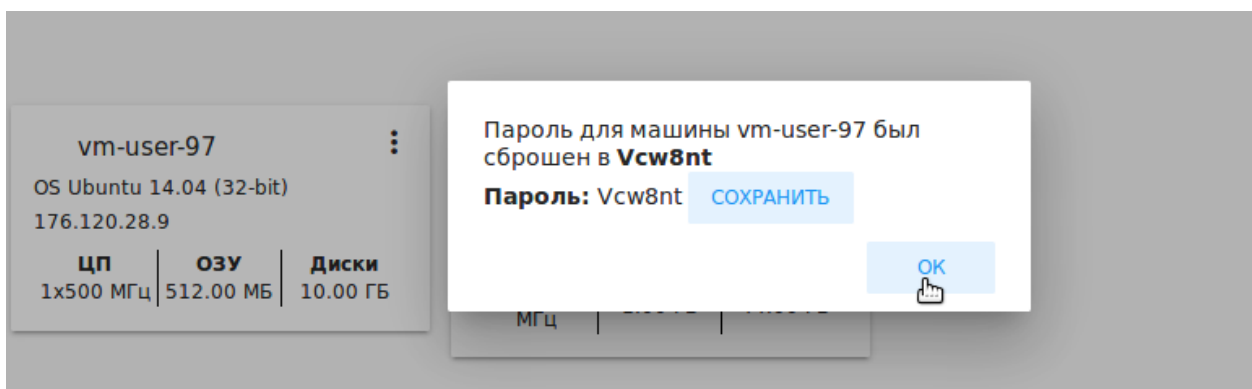 vm-user-97
OS Ubuntu 14.04 (32-bit)
176.120.28.9
ЦП ОЗУ Диски
1x500 МГц 512.00 МБ 10.00 ГБ
Пароль для машины vm-user-97 был
сброшен в Vcw8nt
Пароль: Vcw8nt СОХРАНИТЬ
OK
МГц